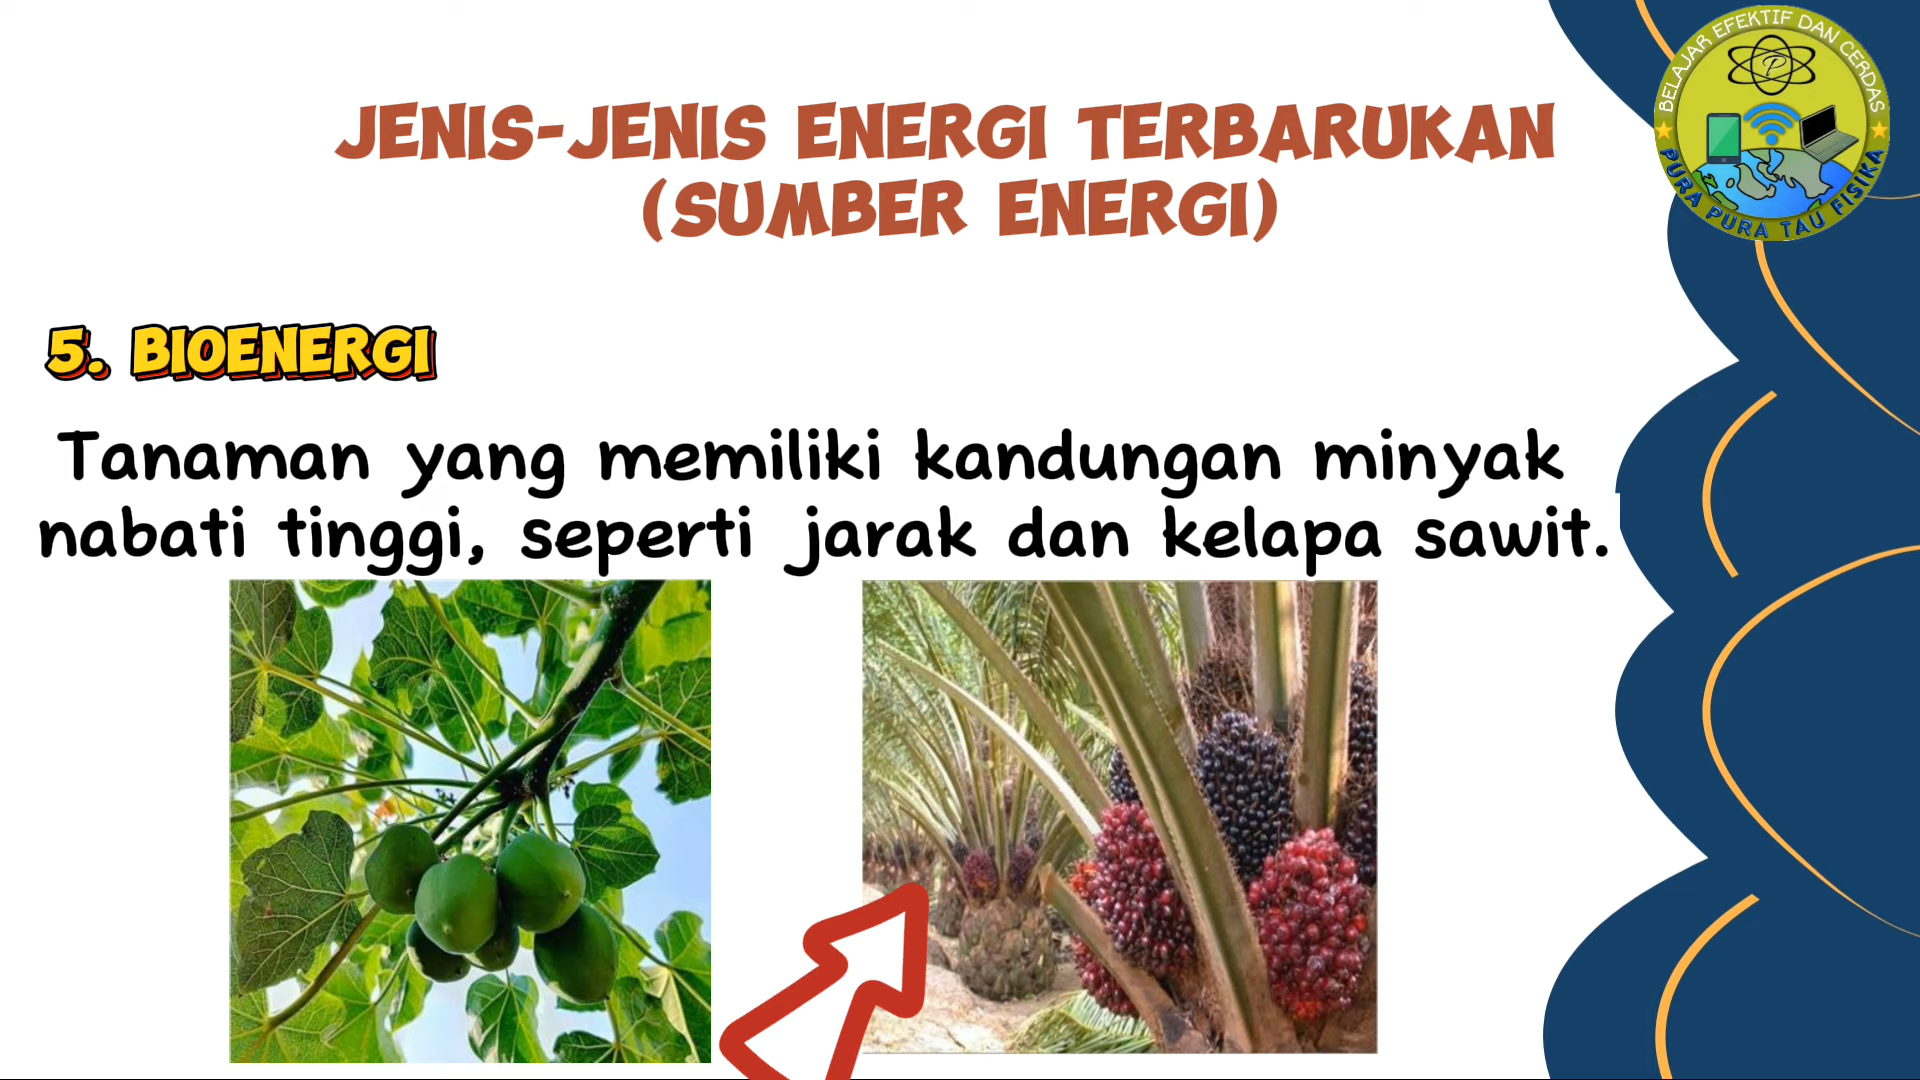 JENIS-JENIS ENERGI TERBARUKAN
(SUMBER ENERGI)
BELAJAR EFEKTIF DAN CERDAS
P
PURA PURA TAU FISIKA
5. BIOENERGI
Tanaman yang memiliki kandungan minyak
nabati tinggi, seperti jarak dan kelapa sawit.